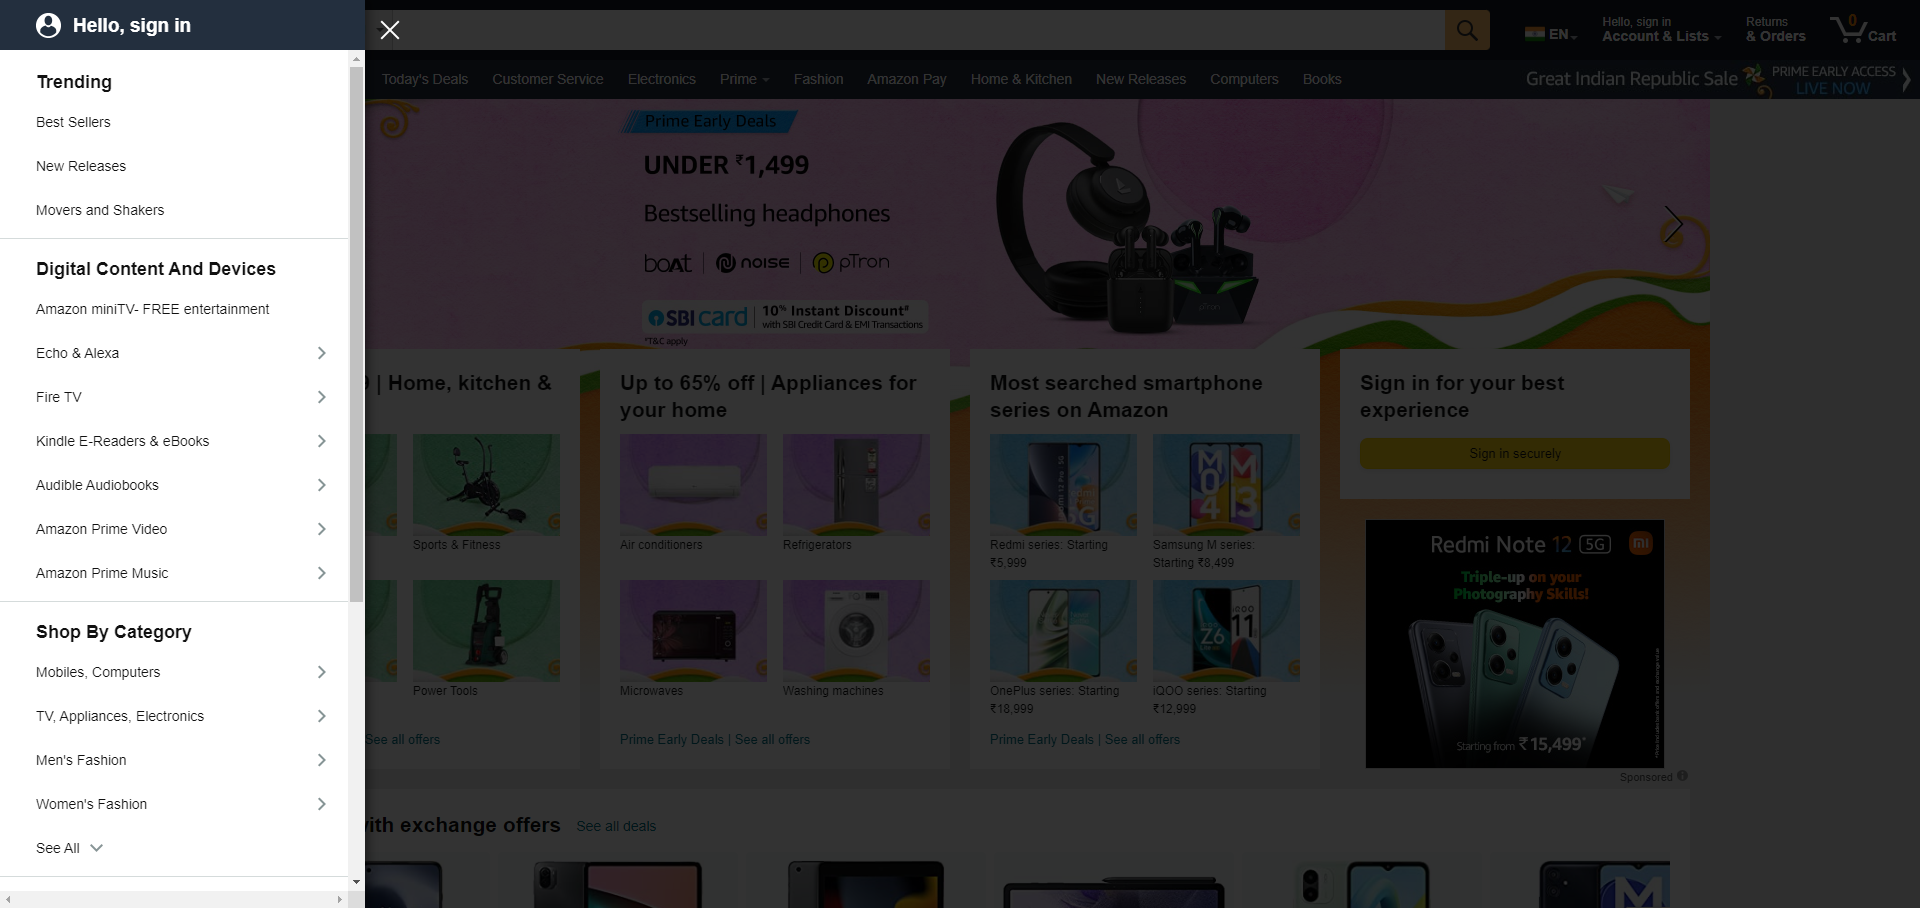 Hello, sign in
Trending
Best Sellers
New Releases
Movers and Shakers
Digital Content And Devices
Amazon miniTV- FREE entertainment
Echo & Alexa
Fire TV
Kindle E-Readers & eBooks
Audible Audiobooks
Amazon Prime Video
Amazon Prime Music
Shop By Category
Mobiles, Computers
TV, Appliances, Electronics
Men's Fashion
Women's Fashion
See All
EN
Hello, sign in
Account & Lists
Returns
& Orders
0
Cart
Today's Deals
Customer Service
Electronics
Prime
Fashion
Amazon Pay
Home & Kitchen
New Releases
Computers
Books
Great Indian Republic Sale
PRIME EARLY ACCESS
LIVE NOW
Prime Early Deals
UNDER ₹1,499
Bestselling headphones
boAt | noise | pTron
SBI card
10% Instant Discount#
with SBI Credit Card & EMI Transactions
*T&C apply
| Home, kitchen &
Sports & Fitness
Power Tools
See all offers
Up to 65% off | Appliances for
your home
Air conditioners
Refrigerators
Microwaves
Washing machines
Prime Early Deals | See all offers
Most searched smartphone
series on Amazon
Redmi series: Starting
₹5,999
M
04
M
13
Samsung M series:
Starting ₹8,499
OnePlus series: Starting
₹18,999
Z6
iQOO
11
iQOO series: Starting
₹12,999
Prime Early Deals | See all offers
Sign in for your best
experience
Sign in securely
Redmi Note 12 5G
mi
Triple-up on your
Photography Skills!
Starting from ₹15,499*
Sponsored
with exchange offers
See all deals
M